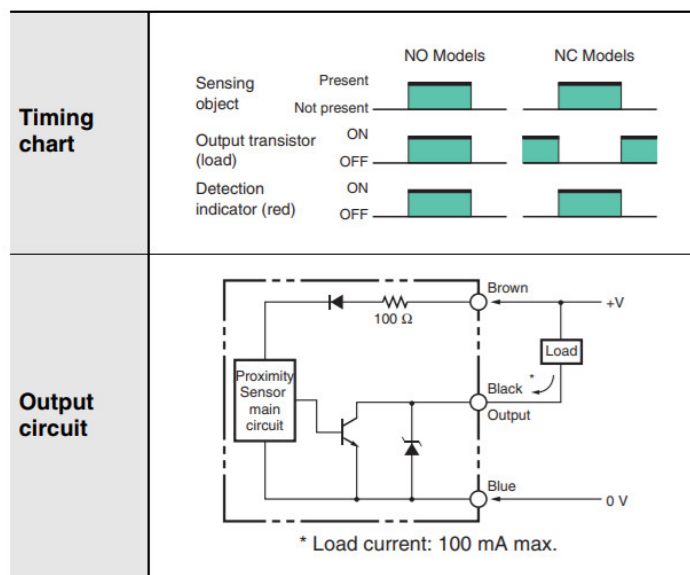 Timing
chart
NO Models
NC Models
Sensing
object
Present
Not present
Output transistor
(load)
ON
OFF
Detection
indicator (red)
ON
OFF
Output
circuit
Brown
+V
100 Ω
Load
Proximity
Sensor
main
circuit
*
Black
Output
Blue
0 V
* Load current: 100 mA max.